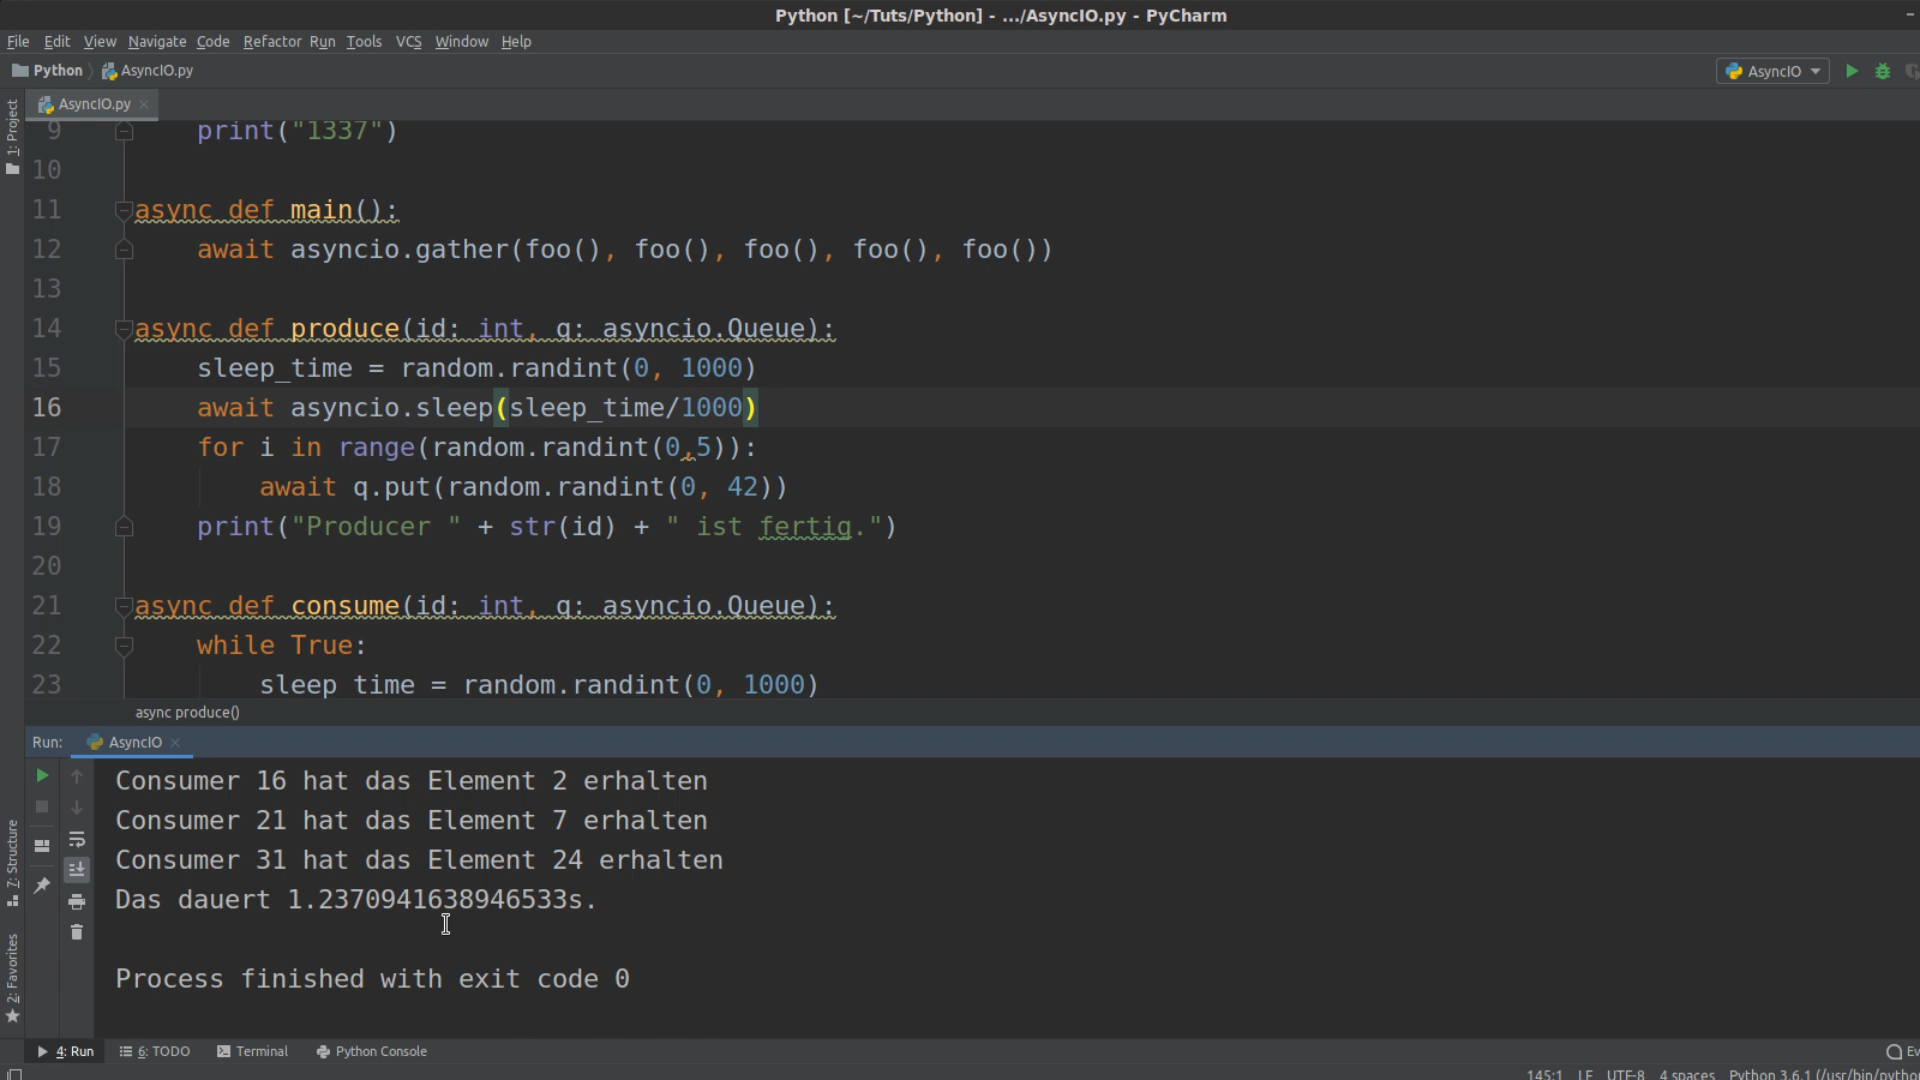 Python [~/Tuts/Python] - .../AsyncIO.py - PyCharm
File Edit View Navigate Code Refactor Run Tools VCS Window Help
Python AsyncIO.py
AsyncIO
1: Project
AsyncIO.py
9 print("1337")
10
11 async def main():
12 await asyncio.gather(foo(), foo(), foo(), foo(), foo())
13
14 async def produce(id: int, q: asyncio.Queue):
15 sleep_time = random.randint(0, 1000)
16 await asyncio.sleep(sleep_time/1000)
17 for i in range(random.randint(0,5)):
18 await q.put(random.randint(0, 42))
19 print("Producer " + str(id) + " ist fertig.")
20
21 async def consume(id: int, q: asyncio.Queue):
22 while True:
23 sleep_time = random.randint(0, 1000)
async produce()
Run: AsyncIO
Consumer 16 hat das Element 2 erhalten
Consumer 21 hat das Element 7 erhalten
Consumer 31 hat das Element 24 erhalten
Das dauert 1.2370941638946533s.
Process finished with exit code 0
7: Structure
2: Favorites
4: Run 6: TODO Terminal Python Console Ev
145:1 LF UTF-8 4 spaces Python 3.6.1 (/usr/bin/python